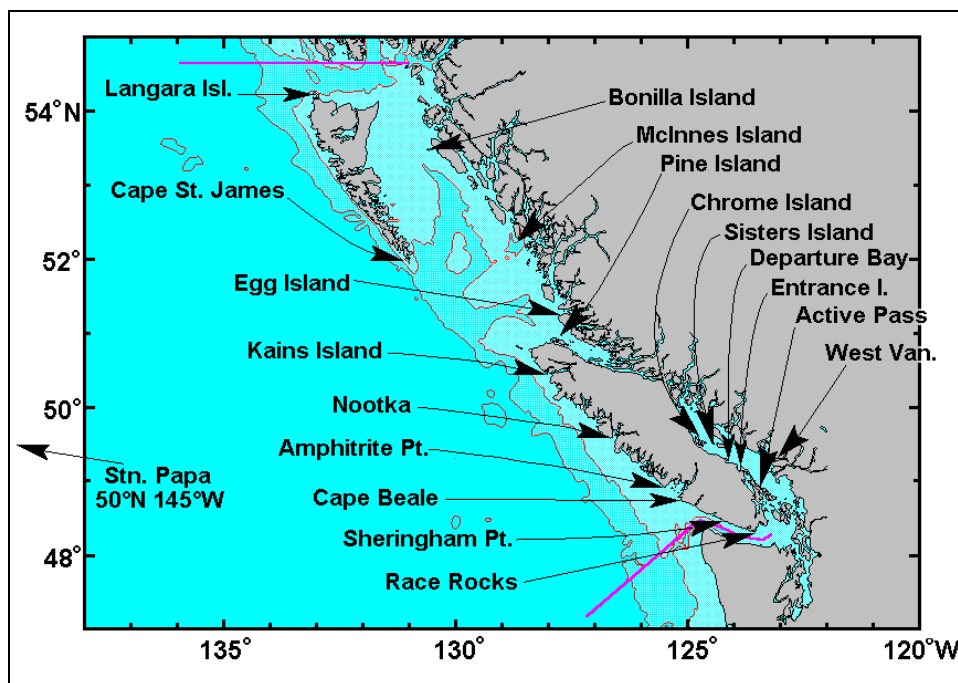 54°N
52°
50°
48°
Langara Isl.
Bonilla Island
McInnes Island
Pine Island
Cape St. James
Chrome Island
Sisters Island
Departure Bay
Egg Island
Entrance I.
Active Pass
Kains Island
West Van.
Nootka
Amphitrite Pt.
Stn. Papa
50°N 145°W
Cape Beale
Sheringham Pt.
Race Rocks
135°
130°
125°
120°W